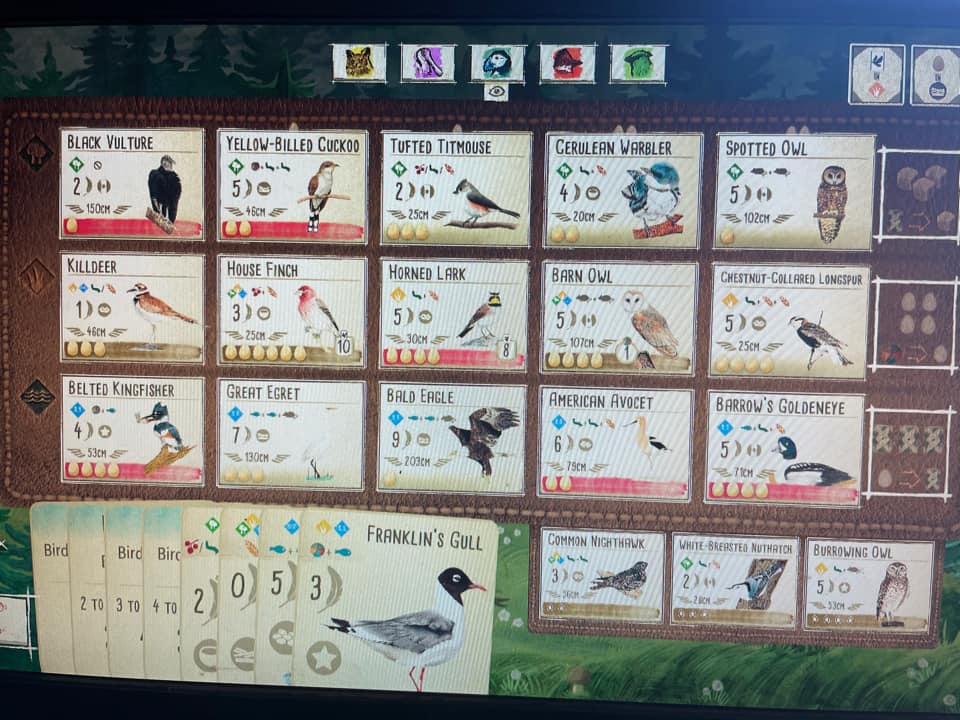 BLACK VULTURE
2
150CM
YELLOW-BILLED CUCKOO
5
46CM
TUFTED TITMOUSE
2
25CM
CERULEAN WARBLER
4
20CM
SPOTTED OWL
5
102CM
KILLDEER
1
46CM
HOUSE FINCH
3
25CM
10
HORNED LARK
5
30CM
8
BARN OWL
5
107CM
1
CHESTNUT-COLLARED LONGSPUR
5
25CM
BELTED KINGFISHER
4
53CM
GREAT EGRET
7
130CM
BALD EAGLE
9
203CM
AMERICAN AVOCET
6
79CM
BARROW'S GOLDENEYE
5
71CM
Bird
2 TO
Bird
3 TO
Bird
4 TO
2
0
5
FRANKLIN'S GULL
3
COMMON NIGHTHAWK
3
56CM
WHITE-BREASTED NUTHATCH
2
28CM
BURROWING OWL
5
53CM